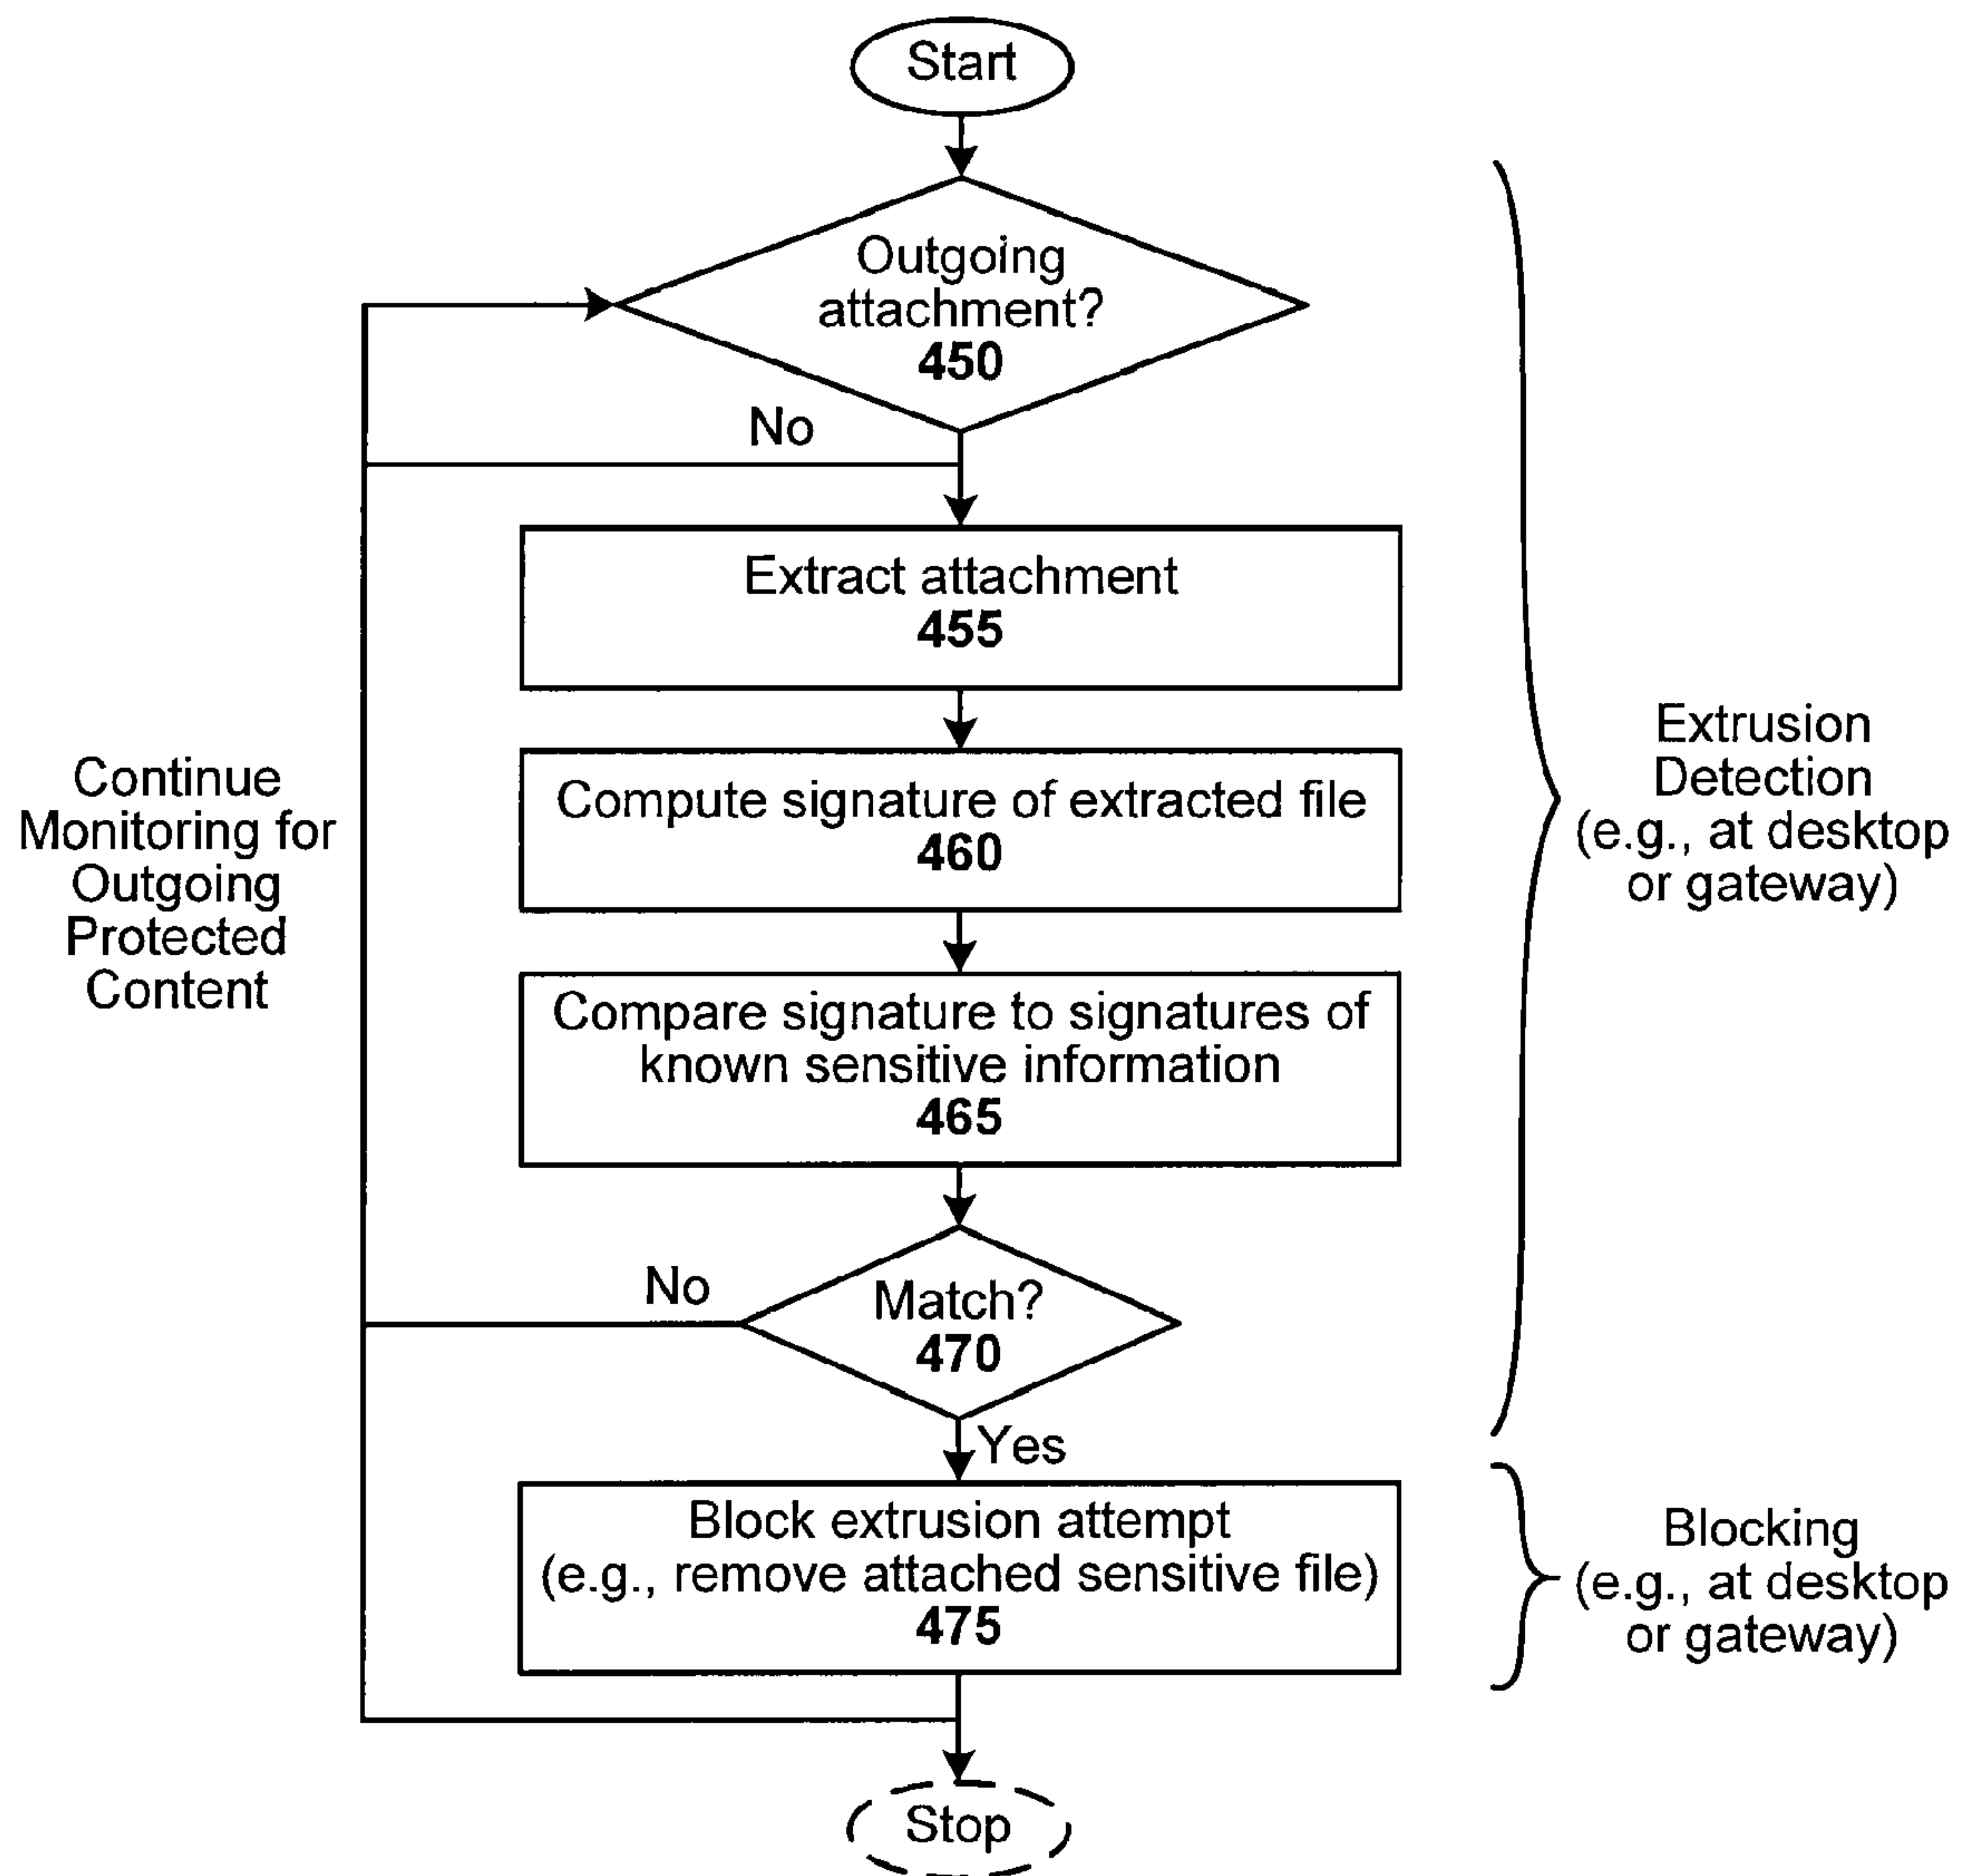 Start
Outgoing
attachment?
450
No
Extract attachment
455
Compute signature of extracted file
460
Compare signature to signatures of
known sensitive information
465
No
Match?
470
Yes
Block extrusion attempt
(e.g., remove attached sensitive file)
475
Stop
Continue
Monitoring for
Outgoing
Protected
Content
Extrusion
Detection
(e.g., at desktop
or gateway)
Blocking
(e.g., at desktop
or gateway)